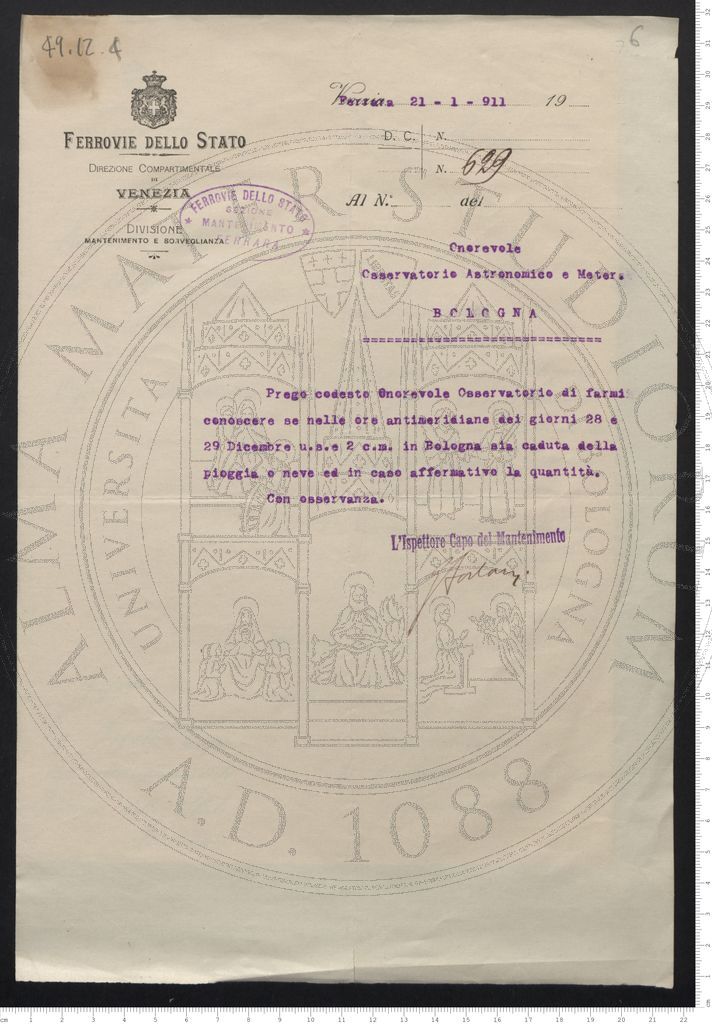 49.12.4
6
FERROVIE DELLO STATO
DIREZIONE COMPARTIMENTALE
DI
VENEZIA
DIVISIONE
MANTENIMENTO E SORVEGLIANZA
FERROVIE DELLO STATO
SEZIONE
MANTENIMENTO
FERRARA
Ferrara 21 - 1 - 911 19
D. C. N.
N. 629
Al N. del
Onorevole
Osservatorio Astronomico e Meter.
BOLOGNA
==============================
Prego codesto Onorevole Osservatorio di farmi
conoscere se nelle ore antimeridiane dei giorni 28 e
29 Dicembre u.s.e 2 c.m. in Bologna sia caduta della
pioggia o neve ed in caso affermativo la quantità.
Con osservanza.
L'Ispettore Capo del Mantenimento
ALMA MATER STUDIORUM
UNIVERSITA DI BOLOGNA
A.D. 1088